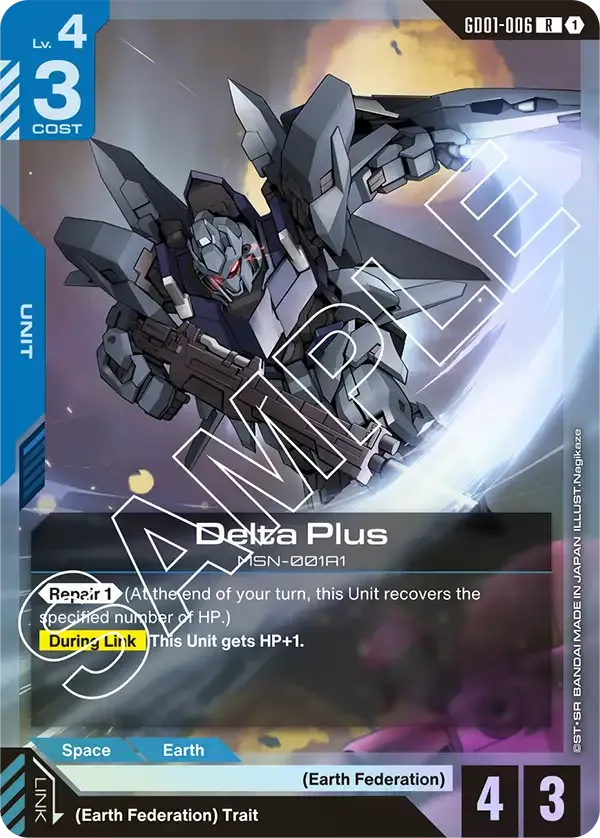 Lv. 4
3
COST
GD01-006 R 1
UNIT
SAMPLE
Delta Plus
MSN-001A1
Repair 1 (At the end of your turn, this Unit recovers the
specified number of HP.)
During Link This Unit gets HP+1.
Space Earth
(Earth Federation)
LINK
(Earth Federation) Trait
4 3
©ST・SR BANDAI MADE IN JAPAN ILLUST.Nagikaze